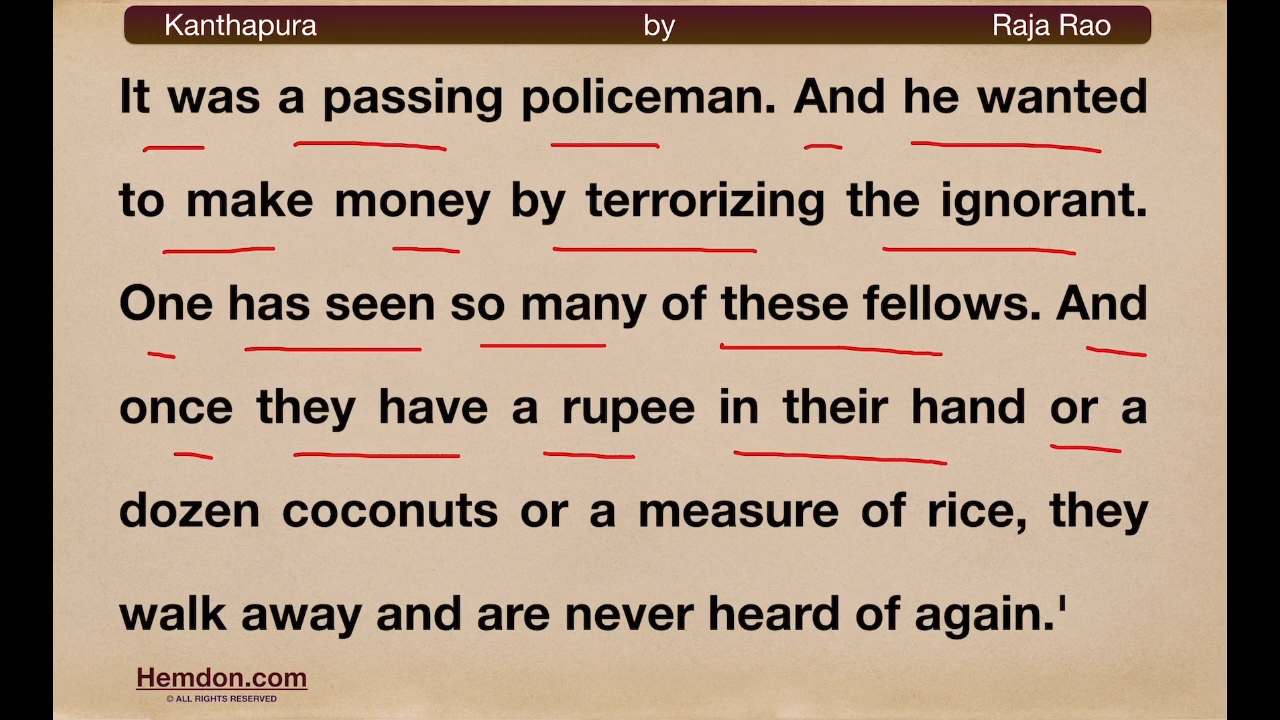 Kanthapura by Raja Rao
It was a passing policeman. And he wanted
to make money by terrorizing the ignorant.
One has seen so many of these fellows. And
once they have a rupee in their hand or a
dozen coconuts or a measure of rice, they
walk away and are never heard of again.'
Hemdon.com
© ALL RIGHTS RESERVED